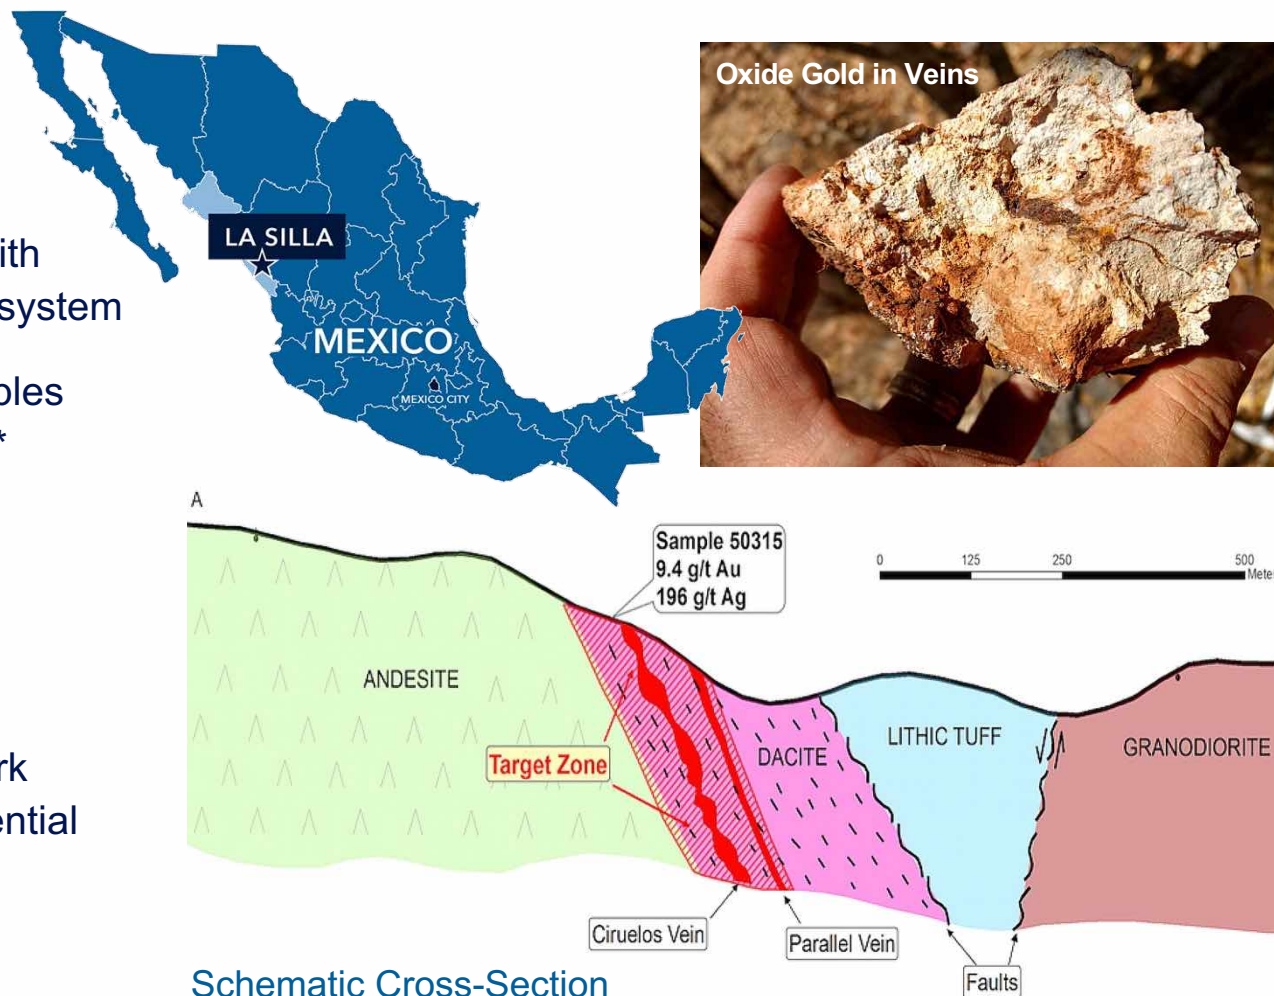 ith
system
ples
*
rk
ential
LA SILLA
MEXICO
MEXICO CITY
Oxide Gold in Veins
A
Sample 50315
9.4 g/t Au
196 g/t Ag
0 125 250 500
Mete
ANDESITE
Target Zone
DACITE
LITHIC TUFF
GRANODIORITE
Ciruelos Vein
Parallel Vein
Faults
Schematic Cross-Section